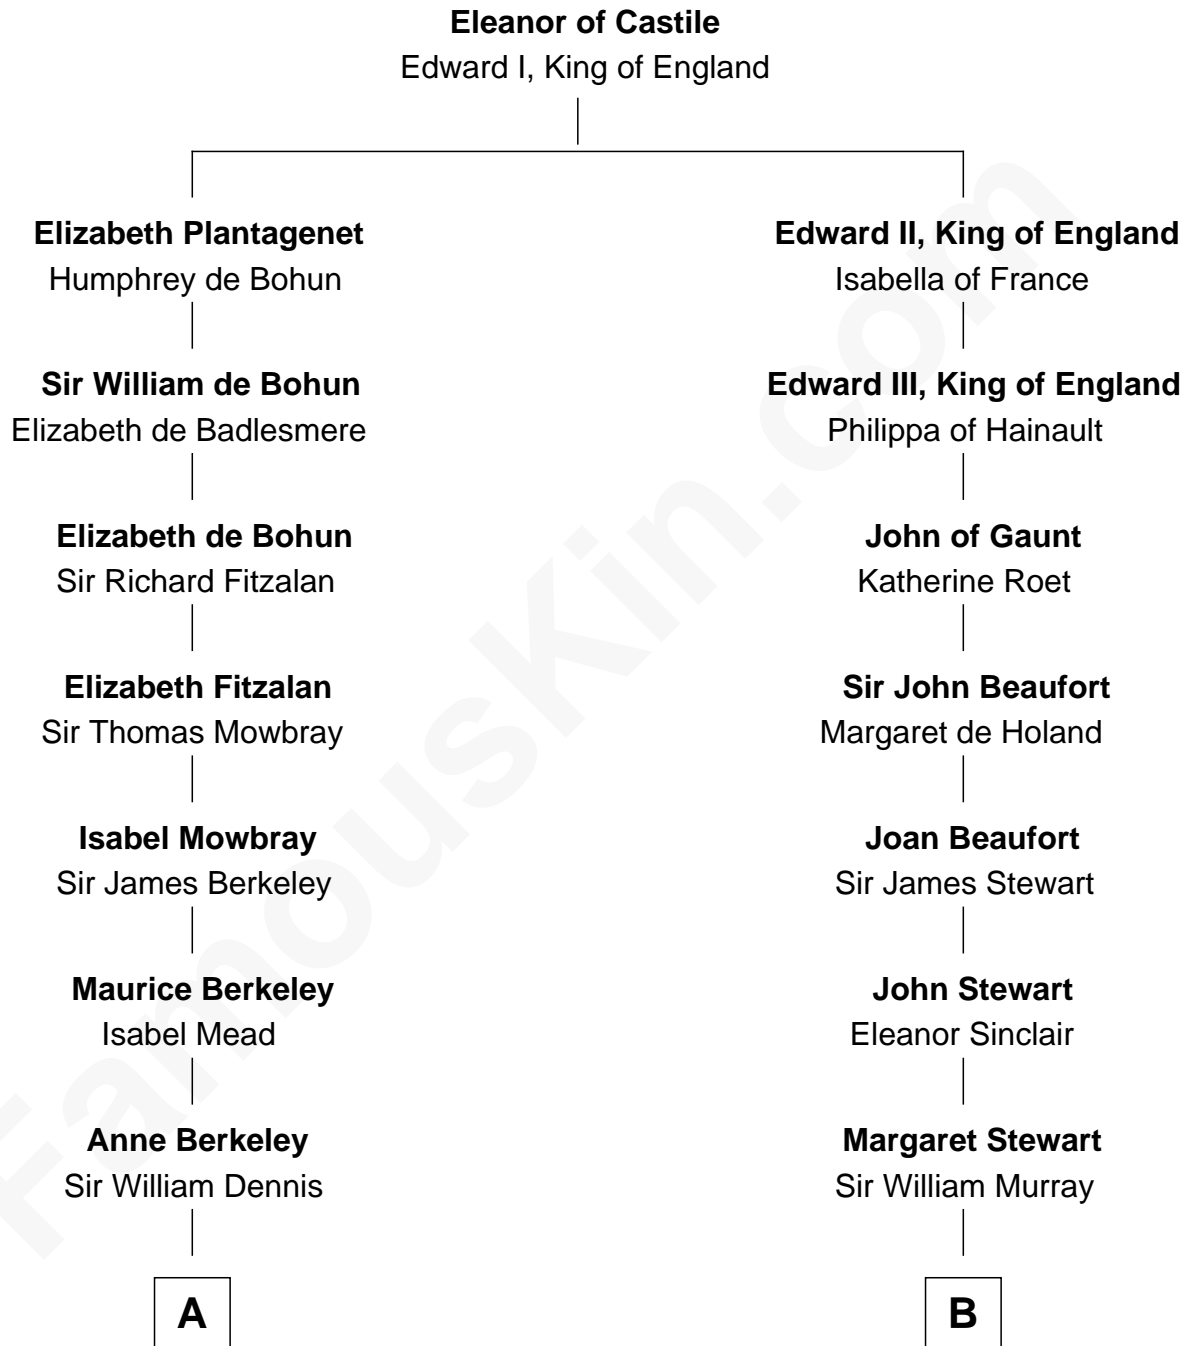 Eleanor of Castile
Edward I, King of England
Elizabeth Plantagenet
Humphrey de Bohun
Sir William de Bohun
Elizabeth de Badlesmere
Elizabeth de Bohun
Sir Richard Fitzalan
Elizabeth Fitzalan
Sir Thomas Mowbray
Isabel Mowbray
Sir James Berkeley
Maurice Berkeley
Isabel Mead
Anne Berkeley
Sir William Dennis
A
Edward II, King of England
Isabella of France
Edward III, King of England
Philippa of Hainault
John of Gaunt
Katherine Roet
Sir John Beaufort
Margaret de Holand
Joan Beaufort
Sir James Stewart
John Stewart
Eleanor Sinclair
Margaret Stewart
Sir William Murray
B
FamousKin.com